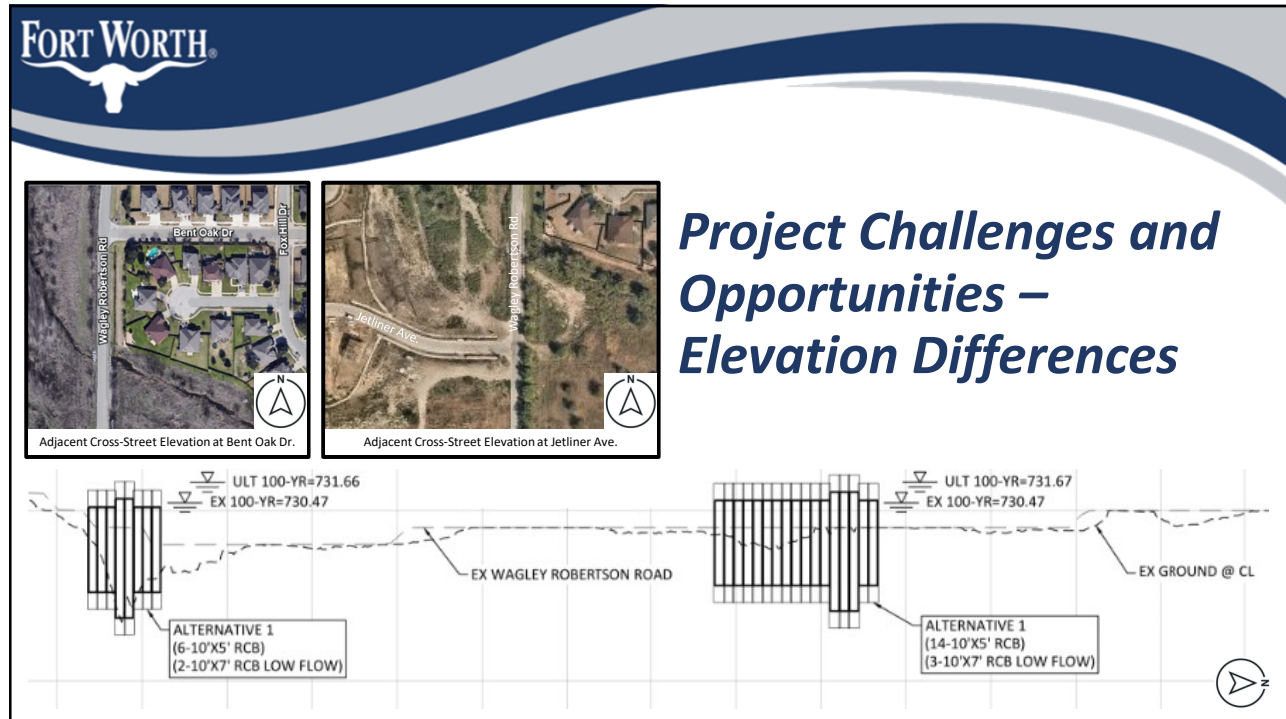 FORT WORTH®
Project Challenges and
Opportunities –
Elevation Differences
Bent Oak Dr
Fox Hill Dr
Wagley Robertson Rd
N
Adjacent Cross-Street Elevation at Bent Oak Dr.
Wagley Robertson Rd.
Jetliner Ave.
N
Adjacent Cross-Street Elevation at Jetliner Ave.
ULT 100-YR=731.66
EX 100-YR=730.47
ULT 100-YR=731.67
EX 100-YR=730.47
EX WAGLEY ROBERTSON ROAD
EX GROUND @ CL
ALTERNATIVE 1
(6-10'X5' RCB)
(2-10'X7' RCB LOW FLOW)
ALTERNATIVE 1
(14-10'X5' RCB)
(3-10'X7' RCB LOW FLOW)
N